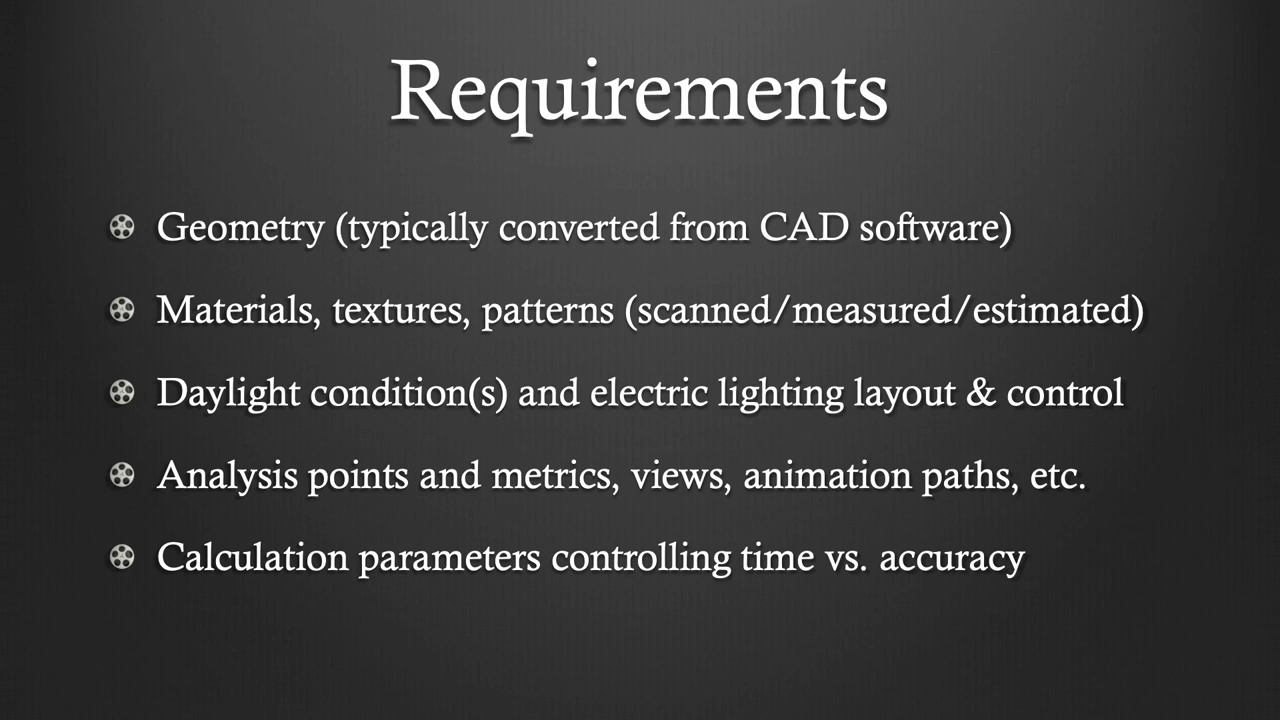 Requirements
Geometry (typically converted from CAD software)
Materials, textures, patterns (scanned/measured/estimated)
Daylight condition(s) and electric lighting layout & control
Analysis points and metrics, views, animation paths, etc.
Calculation parameters controlling time vs. accuracy